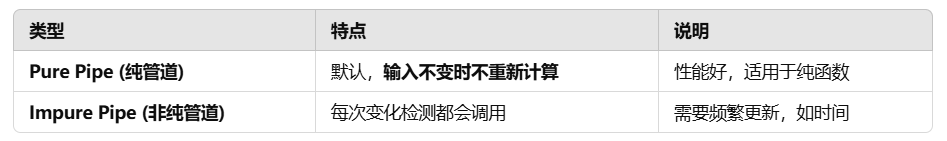 类型 特点 说明
Pure Pipe (纯管道) 默认，输入不变时不重新计算 性能好，适用于纯函数
Impure Pipe (非纯管道) 每次变化检测都会调用 需要频繁更新，如时间